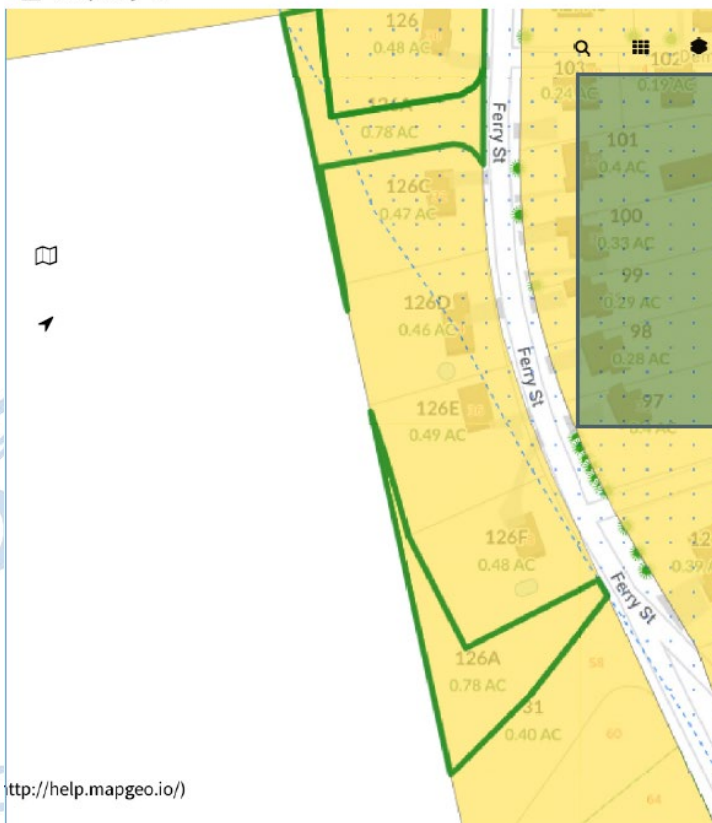 126
0.48 AC
103
0.24
102
0.19 AC
126A
0.78 AC
Ferry St
101
0.4 AC
126C
0.47 AC
100
0.33 AC
99
0.29 AC
126D
0.46 AC
98
0.28 AC
Ferry St
126E
0.49 AC
97
126F
0.48 AC
0.39
Ferry St
126A
0.78 AC
58
31
0.40 AC
60
ttp://help.mapgeo.io/)
64